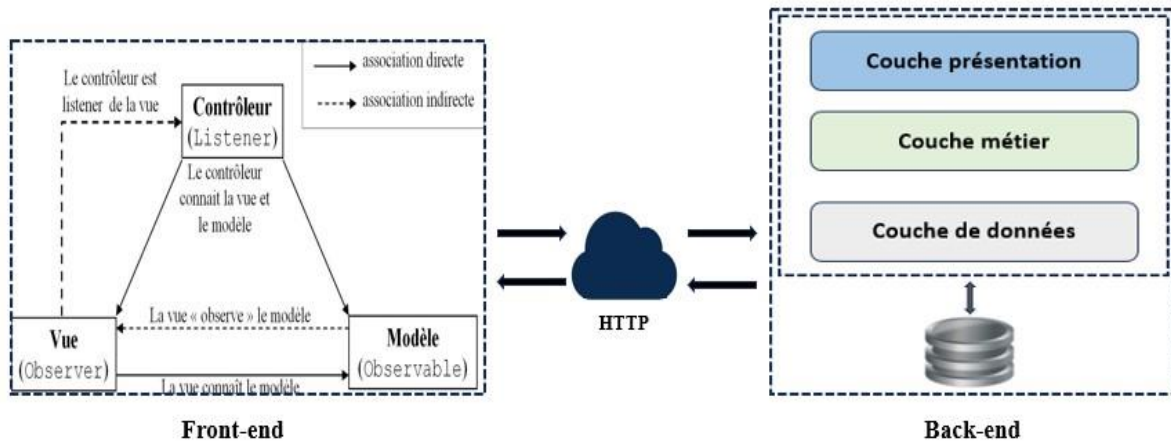 Le contrôleur est
listener de la vue
Contrôleur
(Listener)
association directe
association indirecte
Le contrôleur
connait la vue et
le modèle
La vue « observe » le modèle
Vue
(Observer)
Modèle
(Observable)
La vue connaît le modèle
Front-end
HTTP
Couche présentation
Couche métier
Couche de données
Back-end